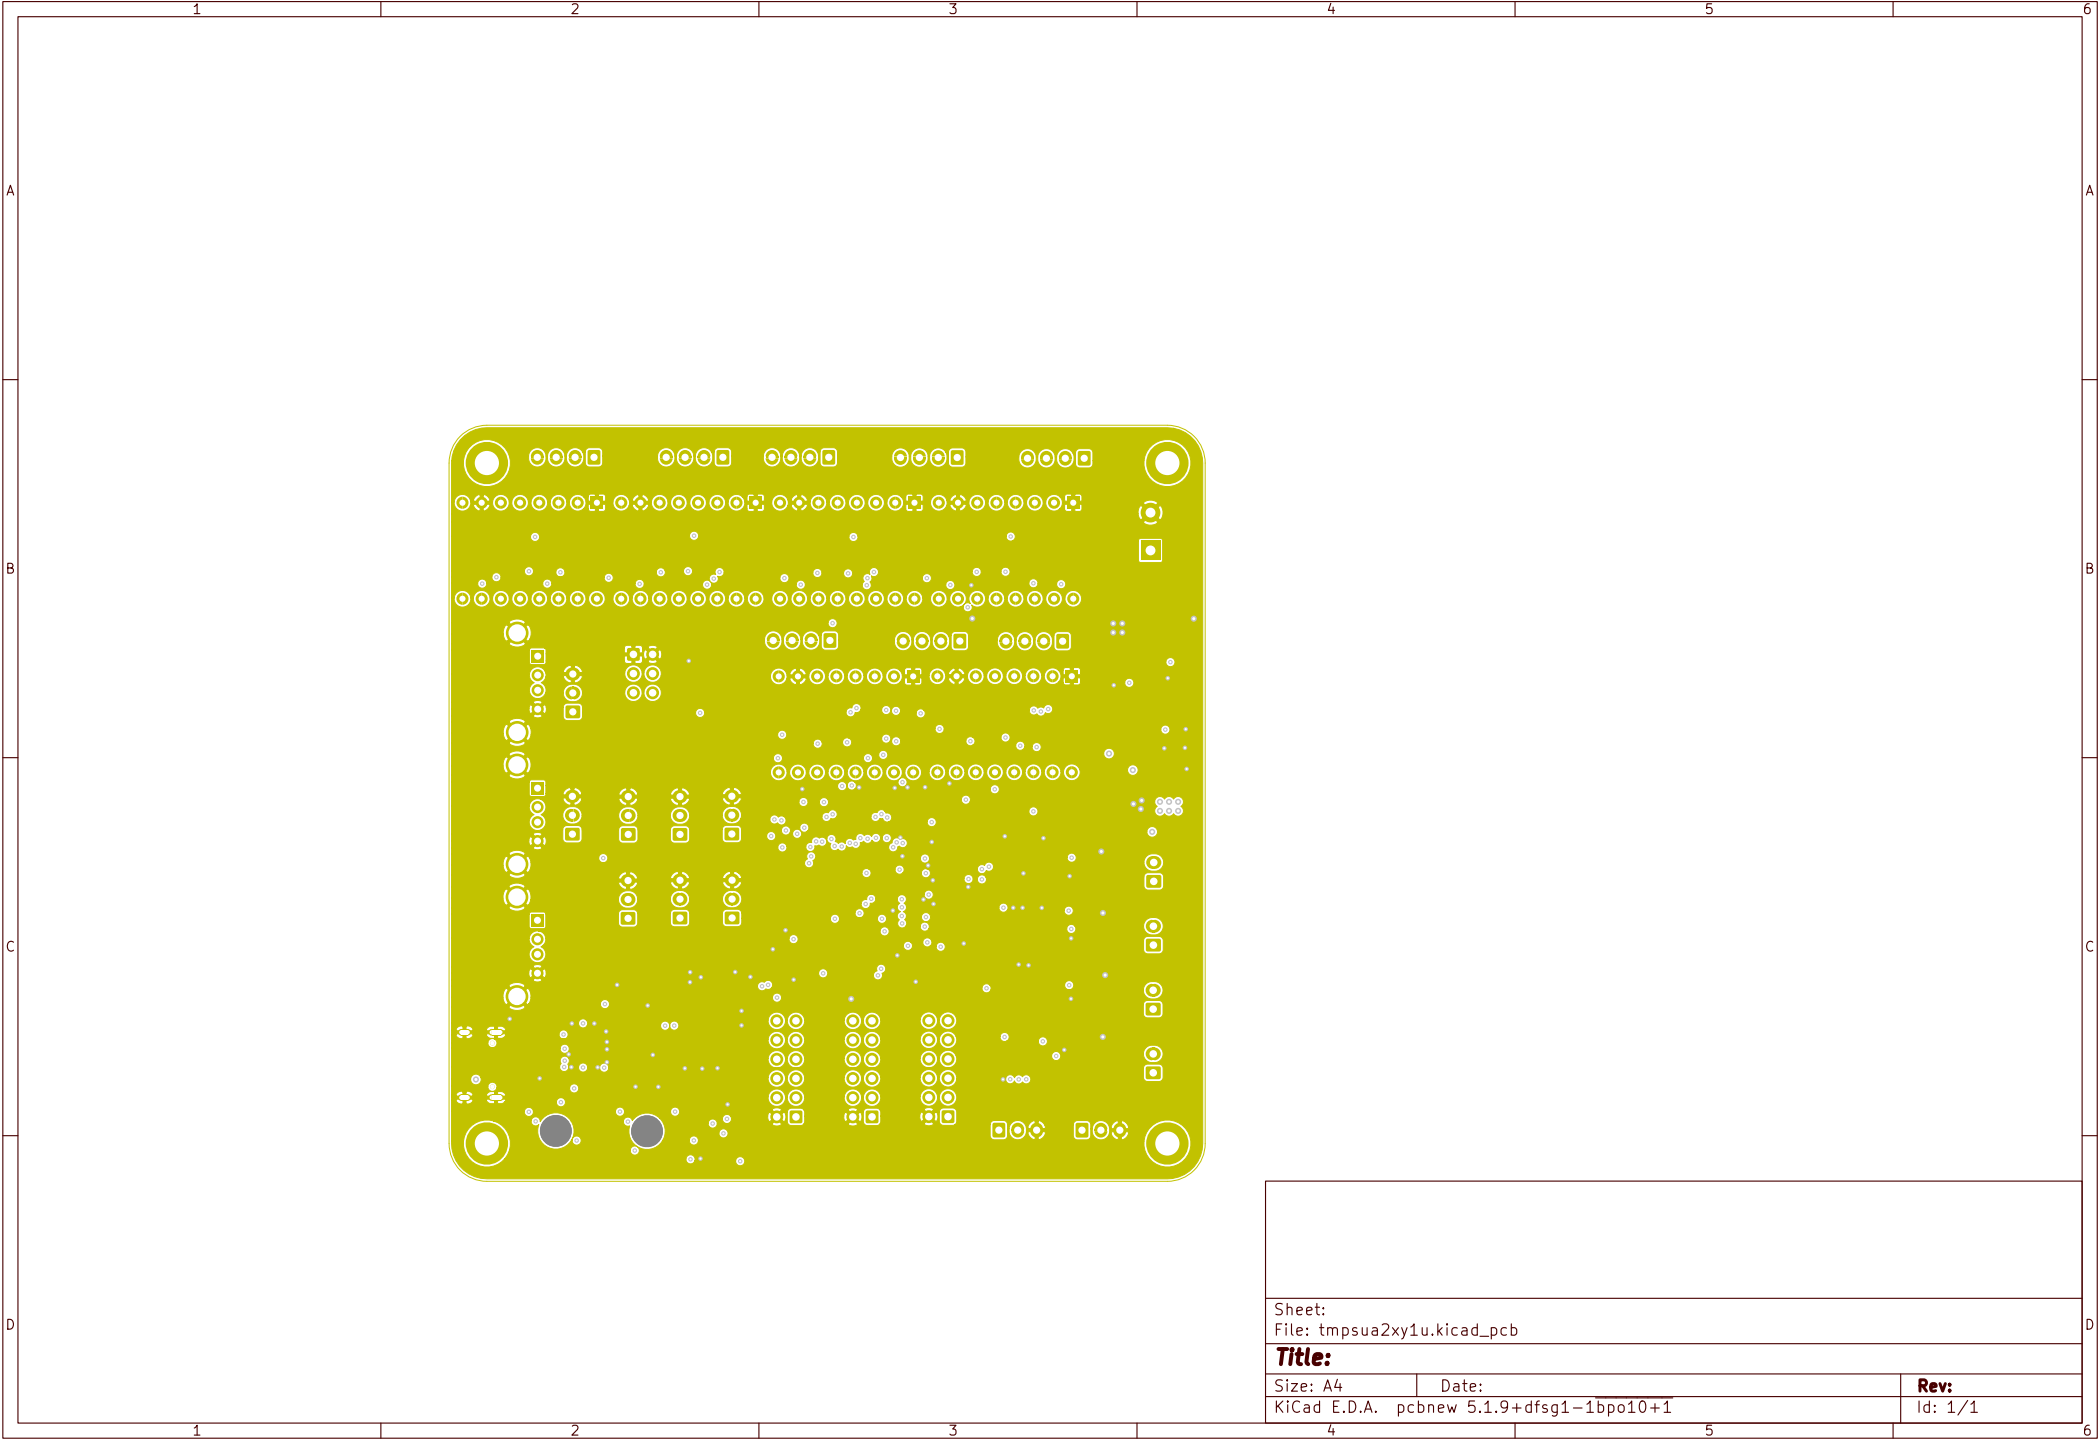 1 2 3 4 5 6
A A
B B
C C
D D
Sheet:
File: tmpsua2xy1u.kicad_pcb
Title:
Size: A4 Date: Rev:
KiCad E.D.A. pcbnew 5.1.9+dfsg1-1bpo10+1 Id: 1/1
1 2 3 4 5 6